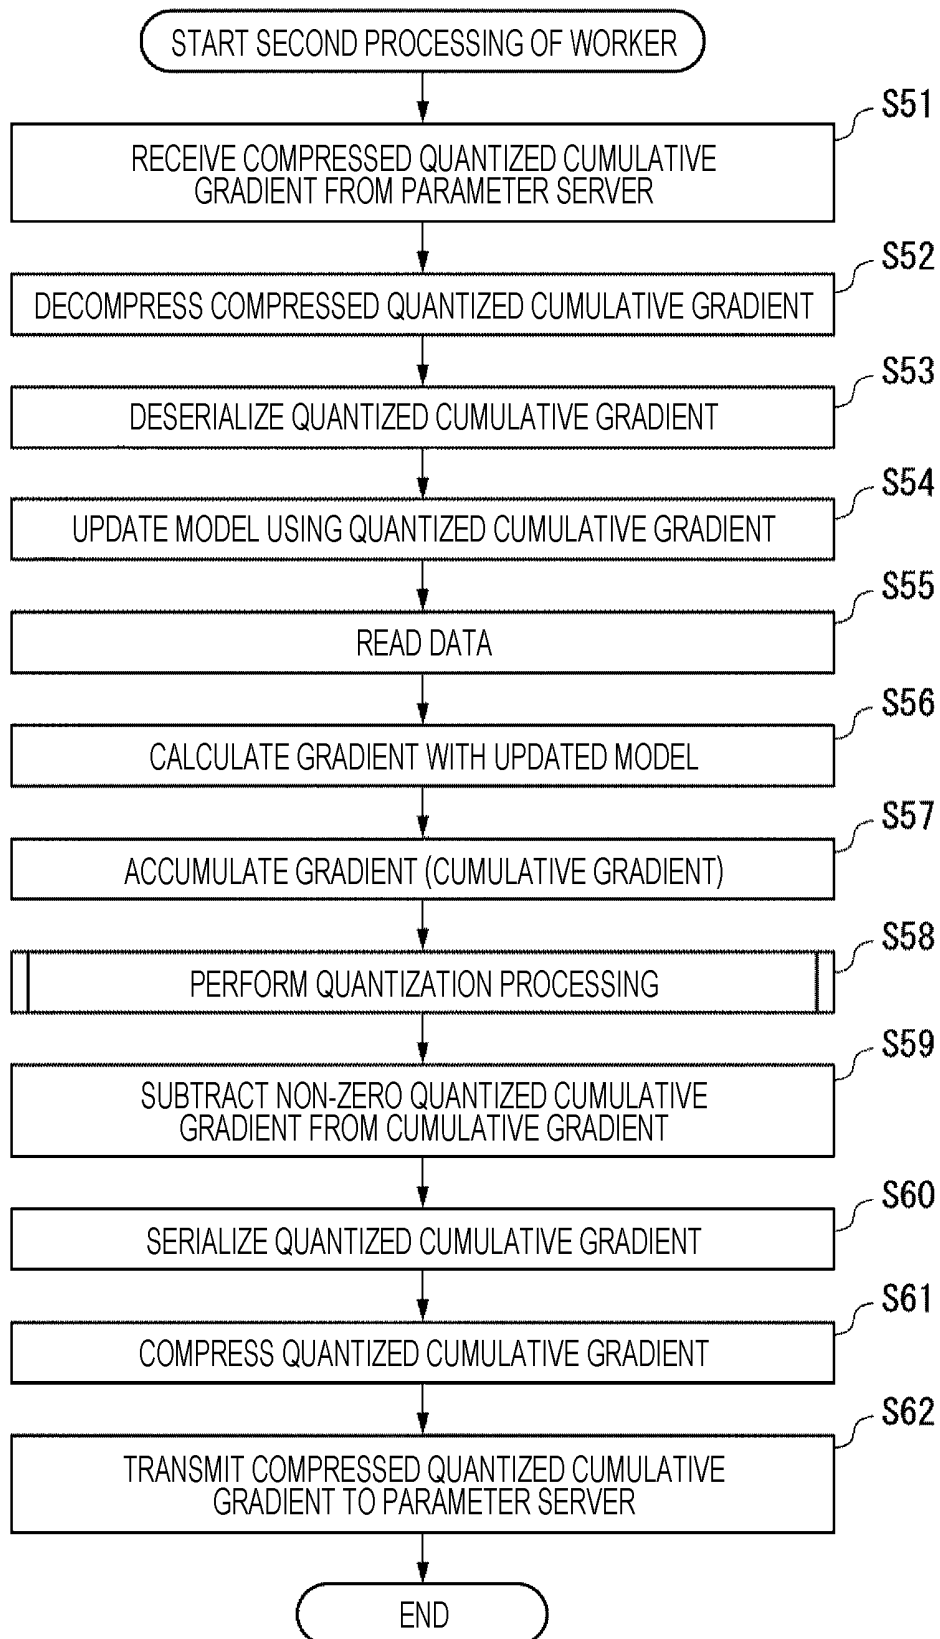 START SECOND PROCESSING OF WORKER
S51
RECEIVE COMPRESSED QUANTIZED CUMULATIVE
GRADIENT FROM PARAMETER SERVER
S52
DECOMPRESS COMPRESSED QUANTIZED CUMULATIVE GRADIENT
S53
DESERIALIZE QUANTIZED CUMULATIVE GRADIENT
S54
UPDATE MODEL USING QUANTIZED CUMULATIVE GRADIENT
S55
READ DATA
S56
CALCULATE GRADIENT WITH UPDATED MODEL
S57
ACCUMULATE GRADIENT (CUMULATIVE GRADIENT)
S58
PERFORM QUANTIZATION PROCESSING
S59
SUBTRACT NON-ZERO QUANTIZED CUMULATIVE
GRADIENT FROM CUMULATIVE GRADIENT
S60
SERIALIZE QUANTIZED CUMULATIVE GRADIENT
S61
COMPRESS QUANTIZED CUMULATIVE GRADIENT
S62
TRANSMIT COMPRESSED QUANTIZED CUMULATIVE
GRADIENT TO PARAMETER SERVER
END